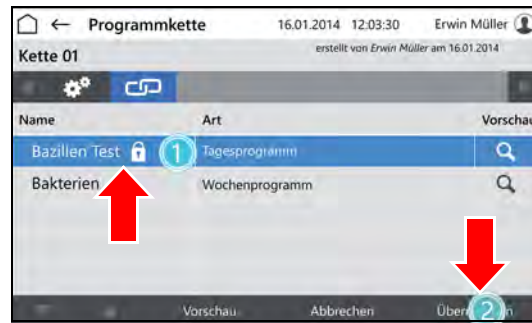 Programmkette 16.01.2014 12:03:30 Erwin Müller
Kette 01 erstellt von Erwin Müller am 16.01.2014
Name Art Vorschau
Bazillen Test 1 Tagesprogramm
Bakterien Wochenprogramm
Vorschau Abbrechen 2